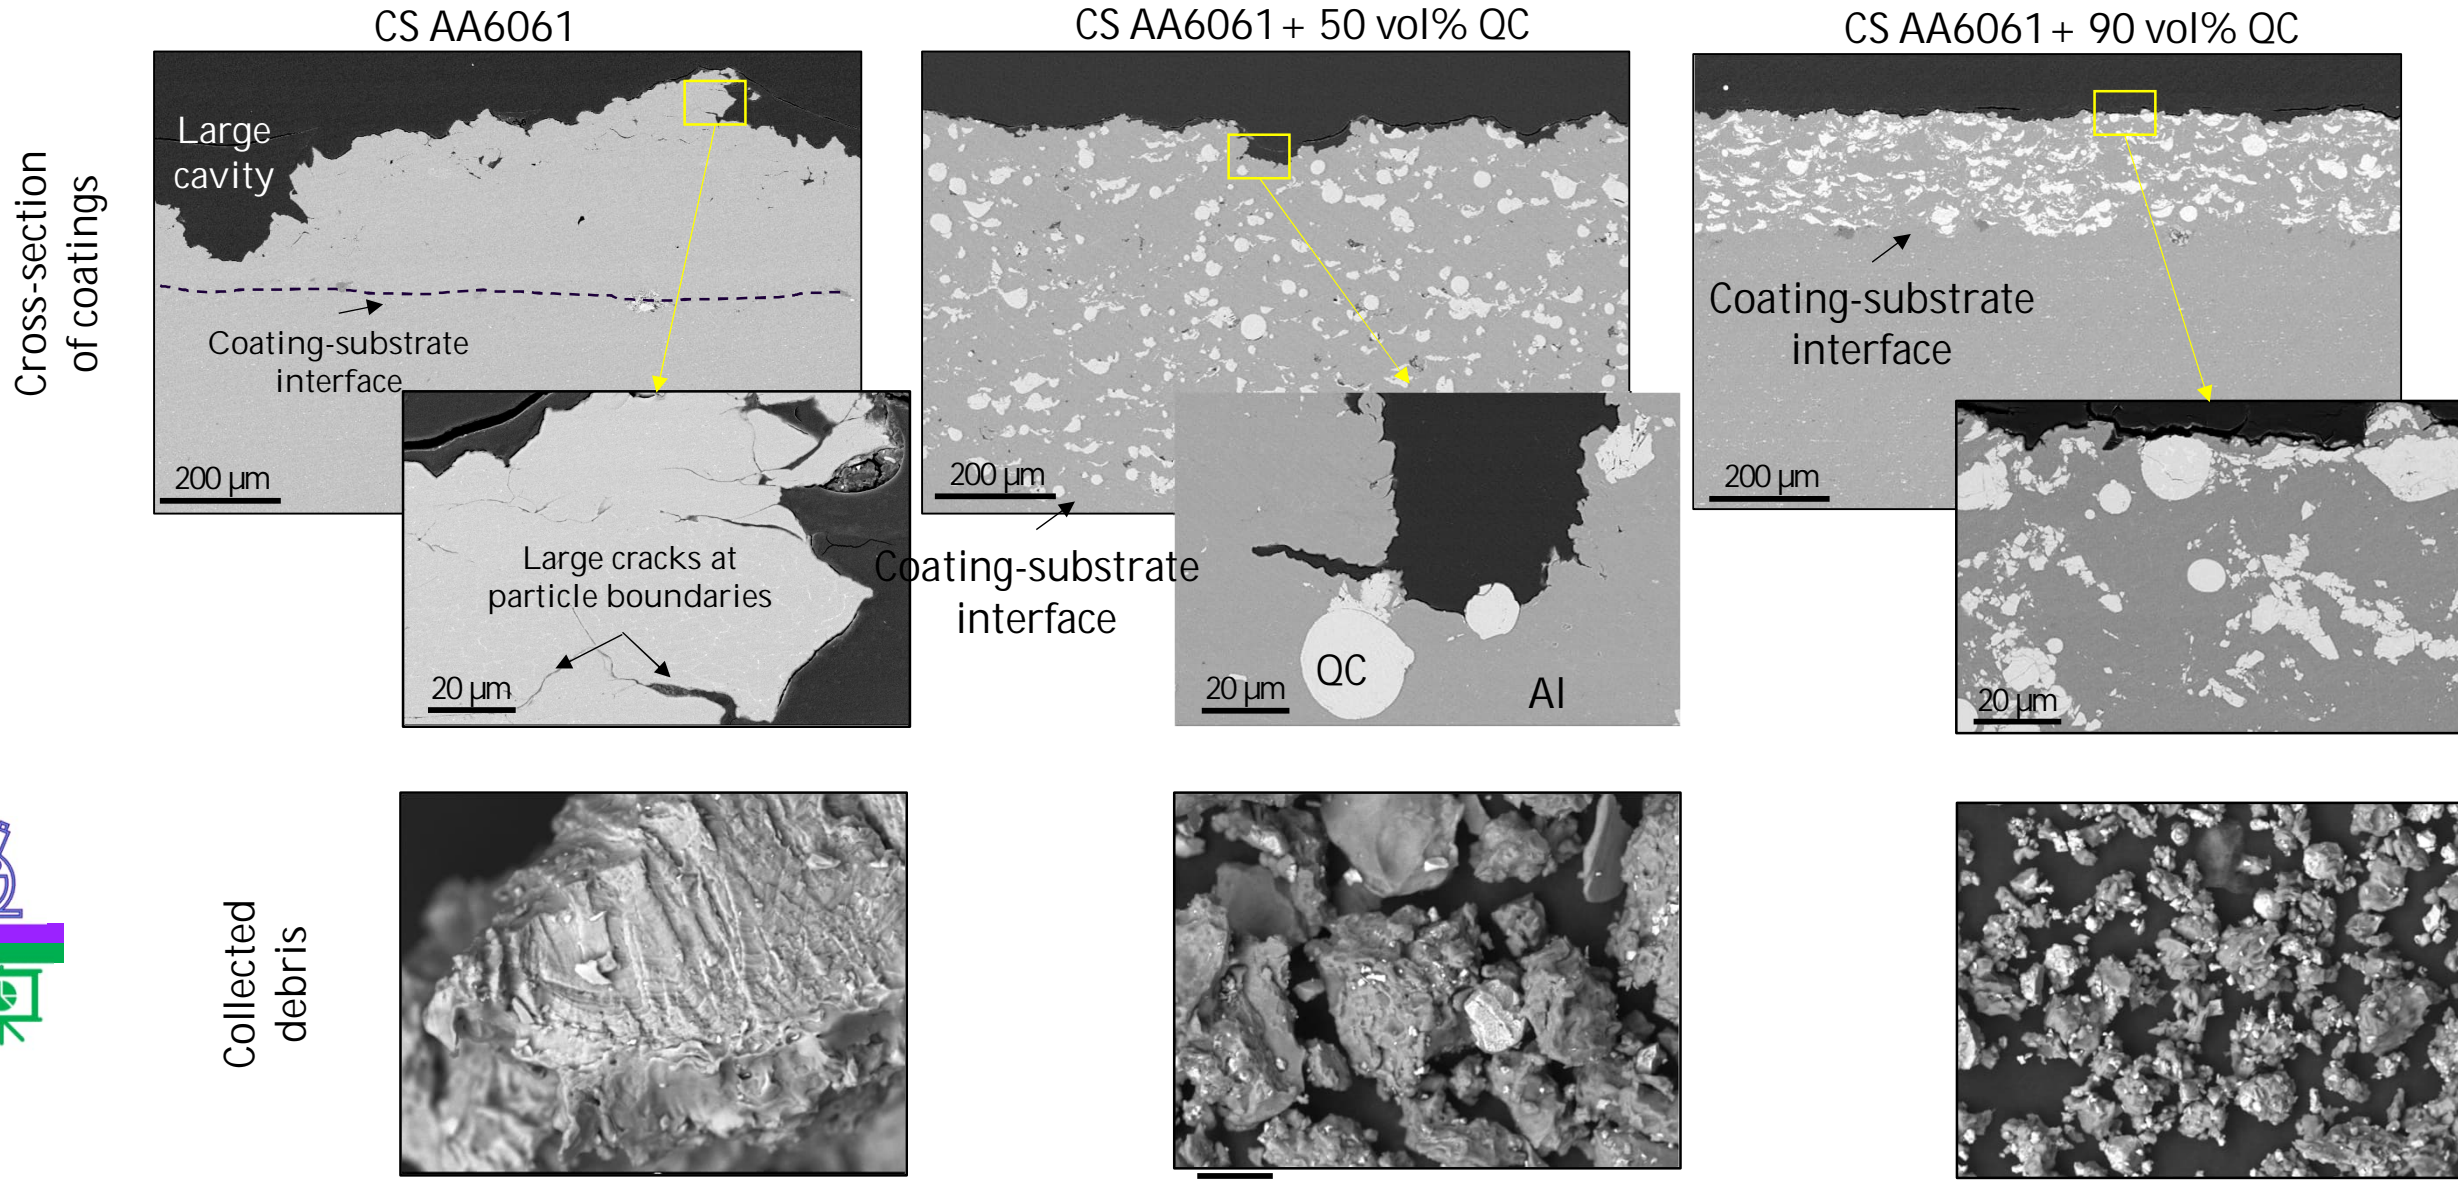 CS AA6061
CS AA6061 + 50 vol% QC
CS AA6061 + 90 vol% QC
Cross-section
of coatings
Large
cavity
Coating-substrate
interface
200 µm
Large cracks at
particle boundaries
20 µm
200 µm
Coating-substrate
interface
QC
Al
20 µm
Coating-substrate
interface
200 µm
20 µm
Collected
debris